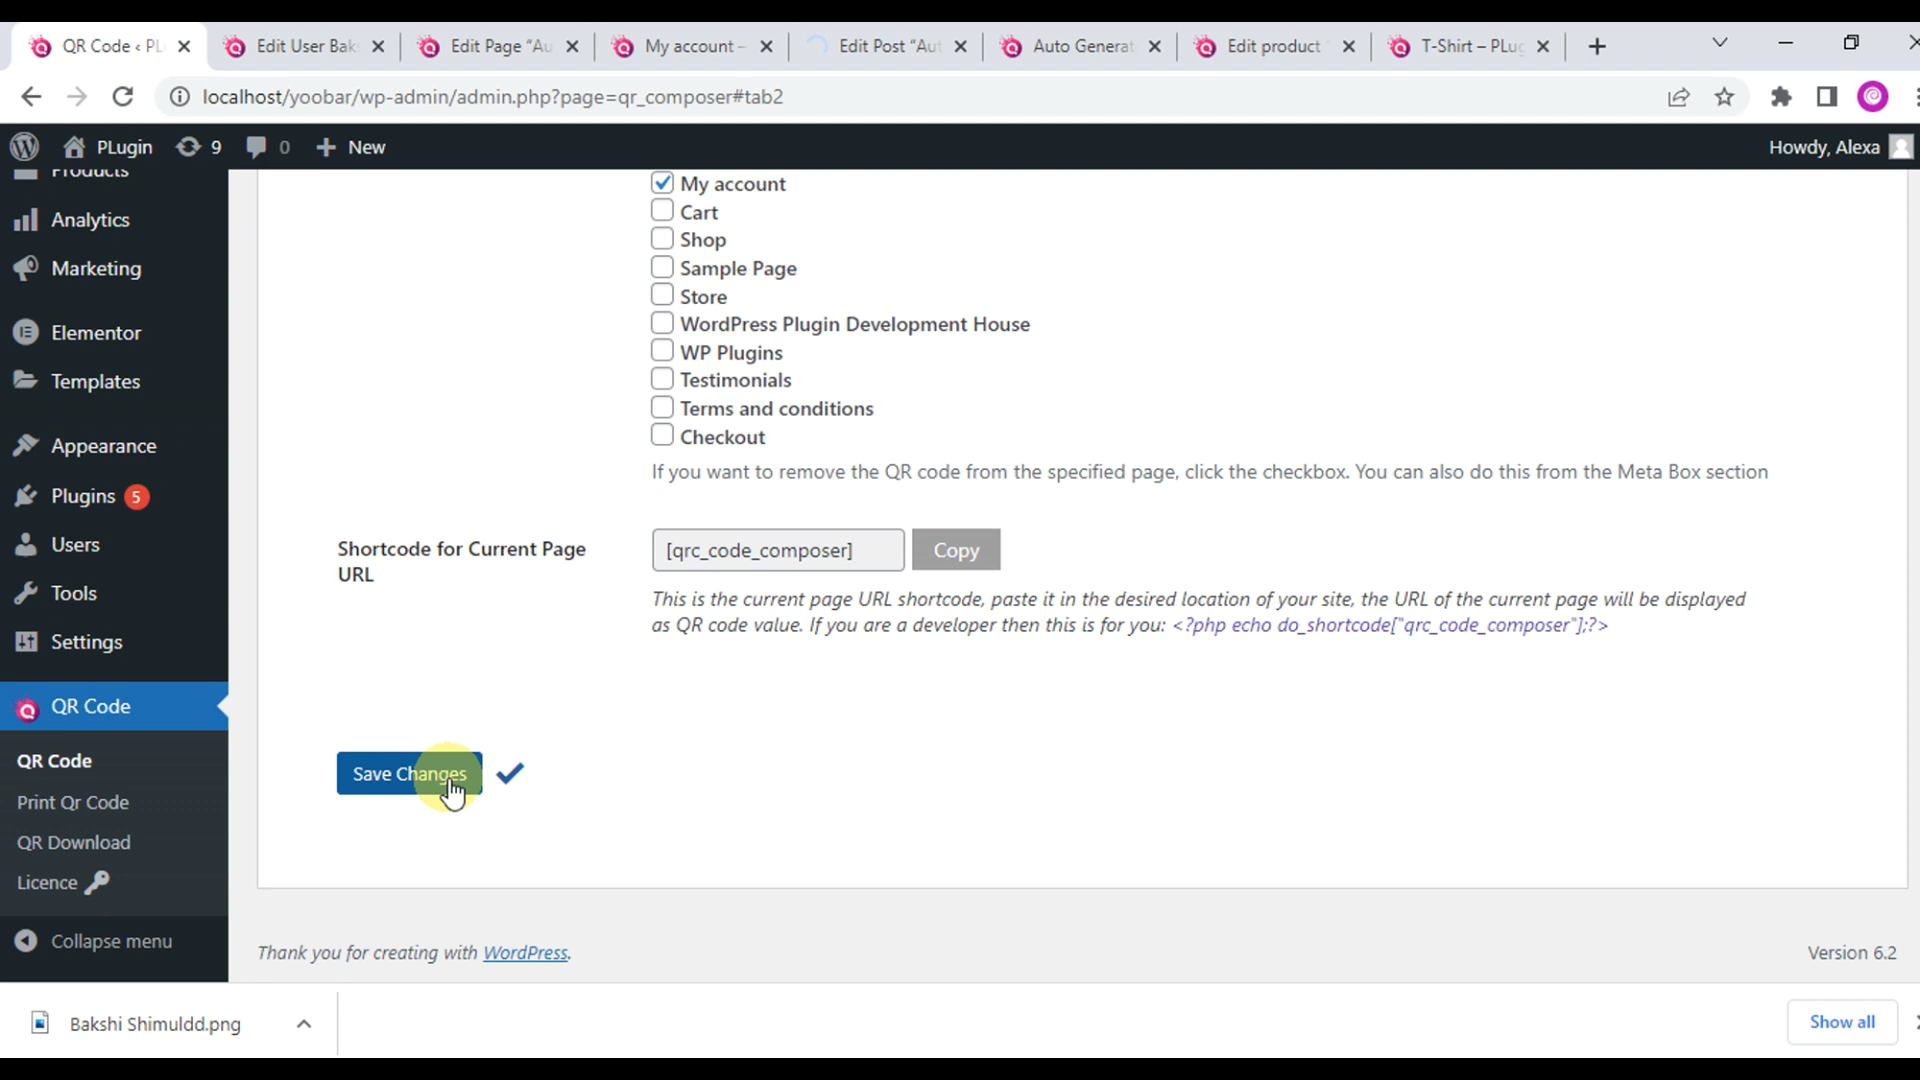 QR Code ‹ PL
Edit User Bak
Edit Page “Au
My account –
Edit Post “Aut
Auto Generat
Edit product
T-Shirt – PLug
localhost/yoobar/wp-admin/admin.php?page=qr_composer#tab2
PLugin
9
0
+ New
Howdy, Alexa
Products
Analytics
Marketing
Elementor
Templates
Appearance
Plugins 5
Users
Tools
Settings
QR Code
QR Code
Print Qr Code
QR Download
Licence
Collapse menu
My account
Cart
Shop
Sample Page
Store
WordPress Plugin Development House
WP Plugins
Testimonials
Terms and conditions
Checkout
If you want to remove the QR code from the specified page, click the checkbox. You can also do this from the Meta Box section
Shortcode for Current Page
URL
[qrc_code_composer]
Copy
This is the current page URL shortcode, paste it in the desired location of your site, the URL of the current page will be displayed
as QR code value. If you are a developer then this is for you: <?php echo do_shortcode["qrc_code_composer"];?>
Save Changes
Thank you for creating with WordPress.
Version 6.2
Bakshi Shimuldd.png
Show all